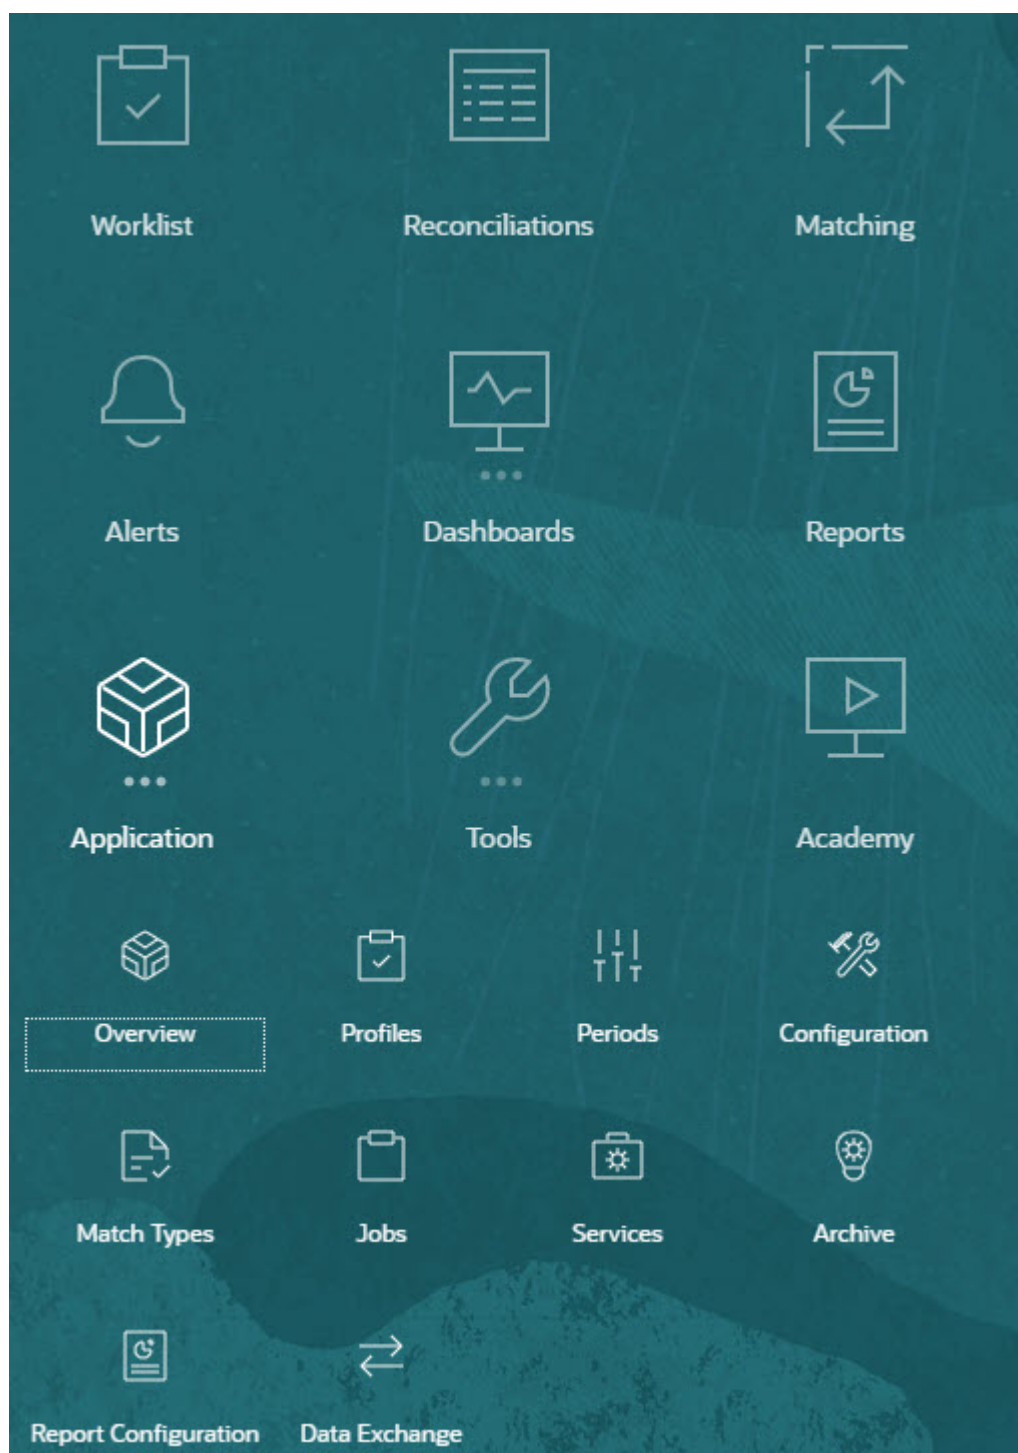 Worklist Reconciliations Matching
Alerts Dashboards Reports
Application Tools Academy
Overview Profiles Periods Configuration
Match Types Jobs Services Archive
Report Configuration Data Exchange